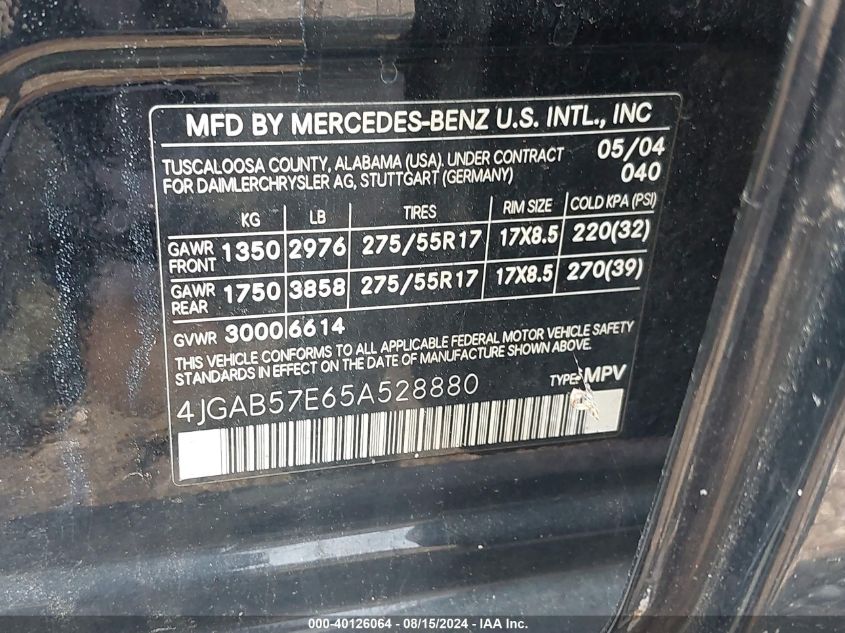 MFD BY MERCEDES-BENZ U.S. INTL., INC
TUSCALOOSA COUNTY, ALABAMA (USA). UNDER CONTRACT 05/04
FOR DAIMLERCHRYSLER AG, STUTTGART (GERMANY) 040
KG LB TIRES RIM SIZE COLD KPA (PSI)
GAWR FRONT 1350 2976 275/55R17 17X8.5 220(32)
GAWR REAR 1750 3858 275/55R17 17X8.5 270(39)
GVWR 3000 6614
THIS VEHICLE CONFORMS TO ALL APPLICABLE FEDERAL MOTOR VEHICLE SAFETY
STANDARDS IN EFFECT ON THE DATE OF MANUFACTURE SHOWN ABOVE.
4JGAB57E65A528880 TYPE: MPV
000-40126064 - 08/15/2024 - IAA Inc.